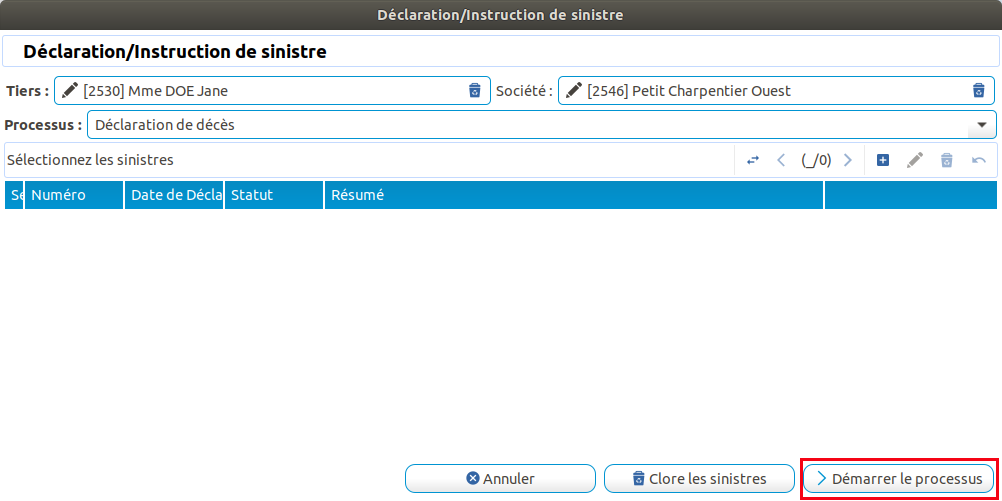 Déclaration/Instruction de sinistre
Déclaration/Instruction de sinistre
Tiers : [2530] Mme DOE Jane Société : [2546] Petit Charpentier Ouest
Processus : Déclaration de décès
Sélectionnez les sinistres (_/0)
Sé Numéro Date de Décla Statut Résumé
Annuler Clore les sinistres Démarrer le processus